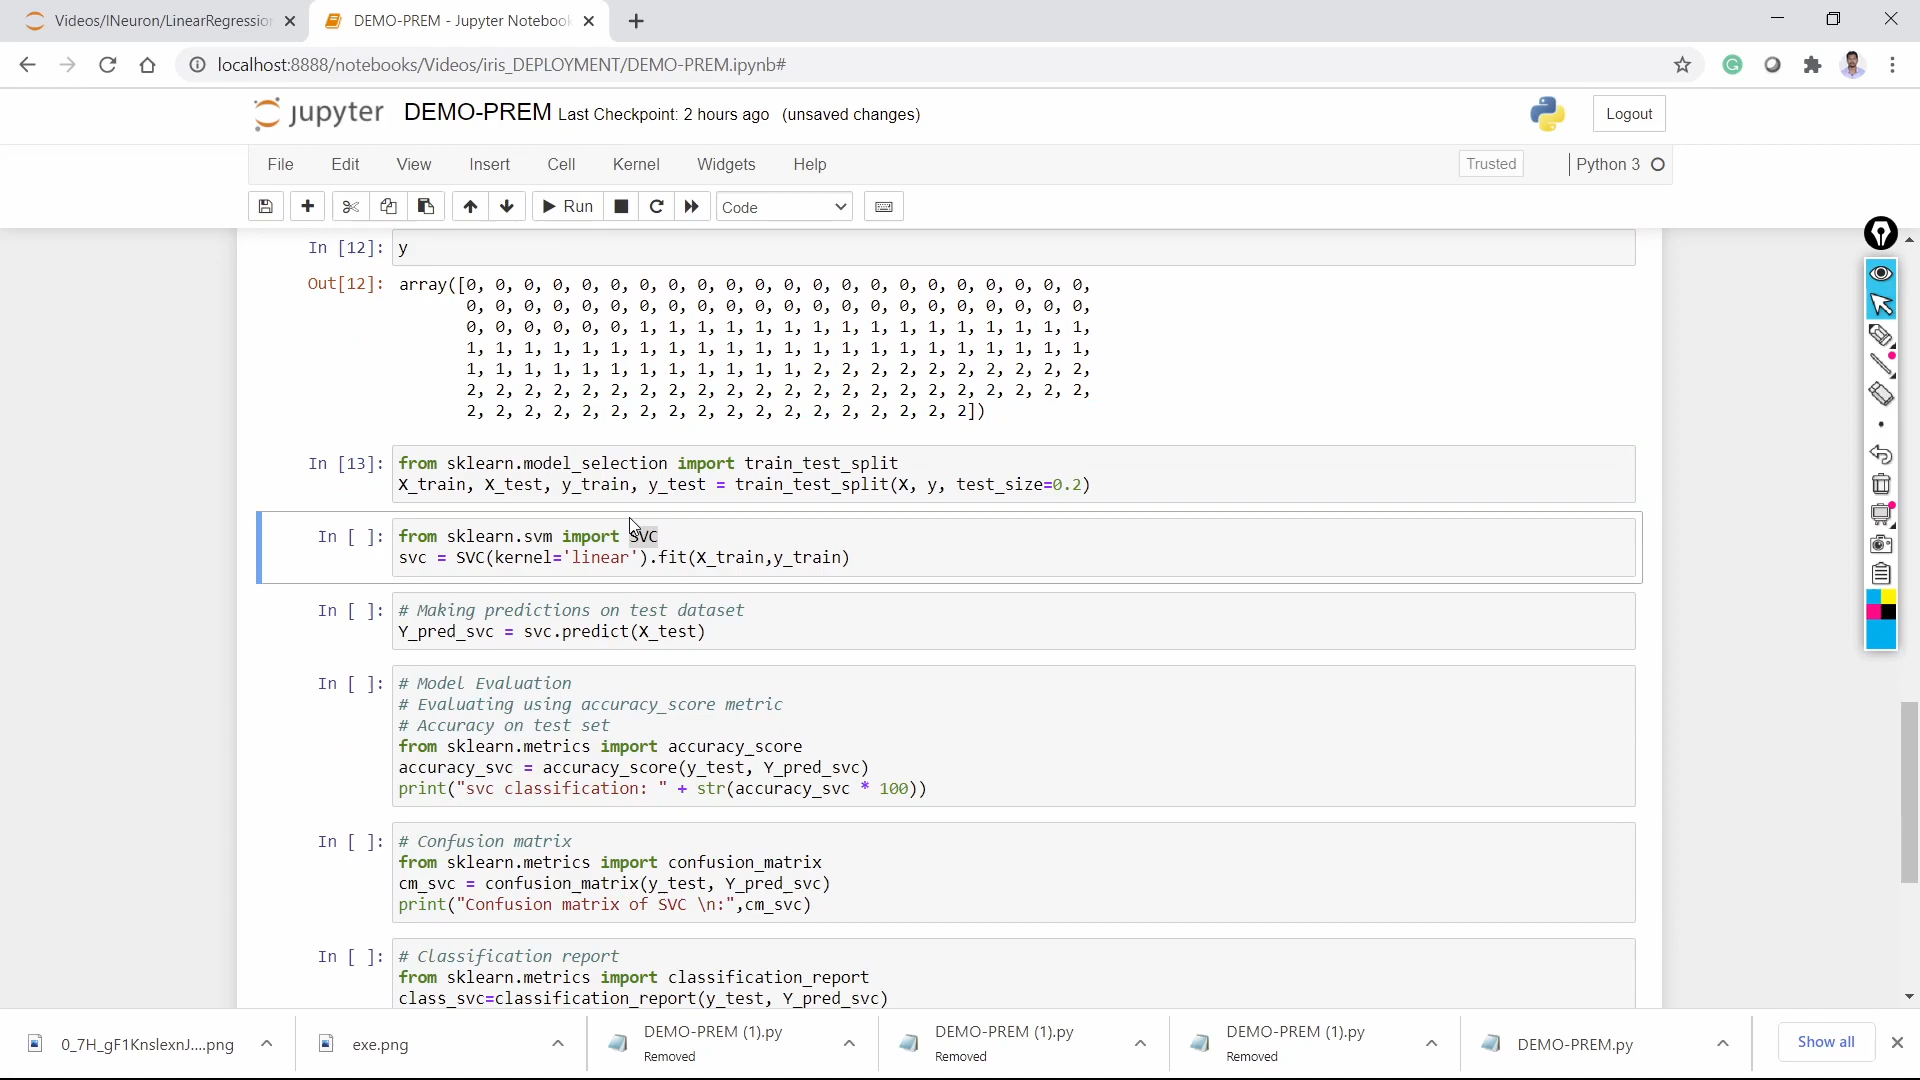 Videos/INeuron/LinearRegression
DEMO-PREM - Jupyter Notebook
localhost:8888/notebooks/Videos/iris_DEPLOYMENT/DEMO-PREM.ipynb#
jupyter DEMO-PREM Last Checkpoint: 2 hours ago (unsaved changes)
Logout
File Edit View Insert Cell Kernel Widgets Help
Trusted
Python 3
Run
Code
In [12]: y
Out[12]: array([0, 0, 0, 0, 0, 0, 0, 0, 0, 0, 0, 0, 0, 0, 0, 0, 0, 0, 0, 0, 0, 0,
0, 0, 0, 0, 0, 0, 0, 0, 0, 0, 0, 0, 0, 0, 0, 0, 0, 0, 0, 0, 0, 0,
0, 0, 0, 0, 0, 0, 1, 1, 1, 1, 1, 1, 1, 1, 1, 1, 1, 1, 1, 1, 1, 1,
1, 1, 1, 1, 1, 1, 1, 1, 1, 1, 1, 1, 1, 1, 1, 1, 1, 1, 1, 1, 1, 1,
1, 1, 1, 1, 1, 1, 1, 1, 1, 1, 1, 1, 2, 2, 2, 2, 2, 2, 2, 2, 2, 2,
2, 2, 2, 2, 2, 2, 2, 2, 2, 2, 2, 2, 2, 2, 2, 2, 2, 2, 2, 2, 2, 2,
2, 2, 2, 2, 2, 2, 2, 2, 2, 2, 2, 2, 2, 2, 2, 2, 2, 2])
In [13]: from sklearn.model_selection import train_test_split
X_train, X_test, y_train, y_test = train_test_split(X, y, test_size=0.2)
In [ ]: from sklearn.svm import SVC
svc = SVC(kernel='linear').fit(X_train,y_train)
In [ ]: # Making predictions on test dataset
Y_pred_svc = svc.predict(X_test)
In [ ]: # Model Evaluation
# Evaluating using accuracy_score metric
# Accuracy on test set
from sklearn.metrics import accuracy_score
accuracy_svc = accuracy_score(y_test, Y_pred_svc)
print("svc classification: " + str(accuracy_svc * 100))
In [ ]: # Confusion matrix
from sklearn.metrics import confusion_matrix
cm_svc = confusion_matrix(y_test, Y_pred_svc)
print("Confusion matrix of SVC \n:",cm_svc)
In [ ]: # Classification report
from sklearn.metrics import classification_report
class_svc=classification_report(y_test, Y_pred_svc)
0_7H_gF1KnslexnJ....png
exe.png
DEMO-PREM (1).py
Removed
DEMO-PREM (1).py
Removed
DEMO-PREM (1).py
Removed
DEMO-PREM.py
Show all